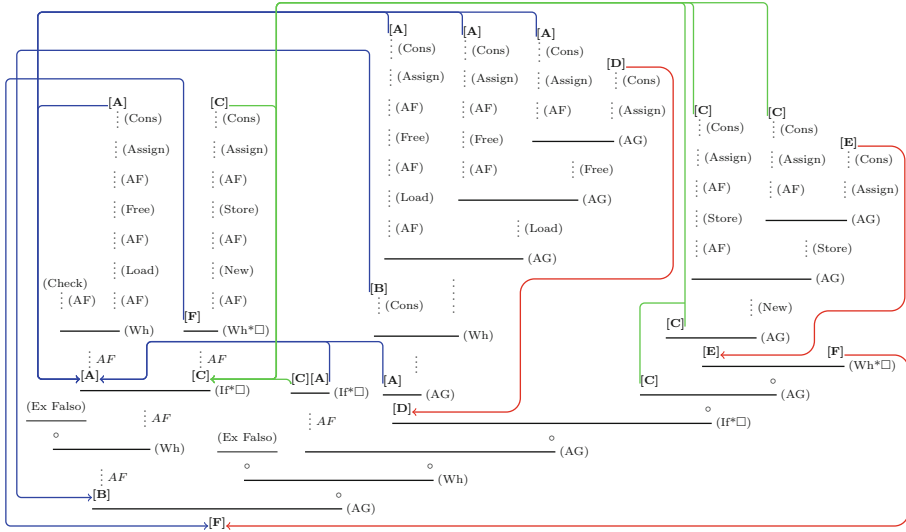 [A] [A] [A]
(Cons) (Cons) (Cons)
[D]
(Assign) (Assign) (Assign) (Cons)
[A] [C]
(AF) (AF) (AF) (Assign) [C] [C]
(Cons) (Cons) (Cons) (Cons)
(Free) (Free) (AG) [E]
(Assign) (Assign) (Assign) (Assign) (Cons)
(AF) (AF) (Free)
(AF) (AF) (AF) (AF) (Assign)
(Load) (AG)
(Free) (Store) (Store) (AG)
(AF) (Load)
(AF) (AF) (AF) (Store)
(AG)
(Load) (New) (AG)
(Check) [B]
(AF) (AF) (AF) (Cons) (New)
[F] [C]
(Wh) (Wh*□) (Wh) (AG)
[E] [F]
AF AF (Wh*□)
[A] [C] [C][A] [A] [C]
(If*□) (If*□) (AG) (AG)
(Ex Falso) [D]
AF AF (If*□)
(Ex Falso)
(Wh) (AG)
AF (Wh)
[B]
(AG)
[F]